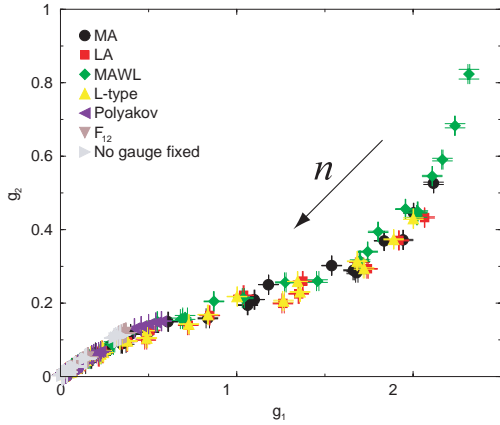 1
0.8
0.6
0.4
0.2
0
g₂
MA
LA
MAWL
L-type
Polyakov
F₁₂
No gauge fixed
n
0
1
2
g₁